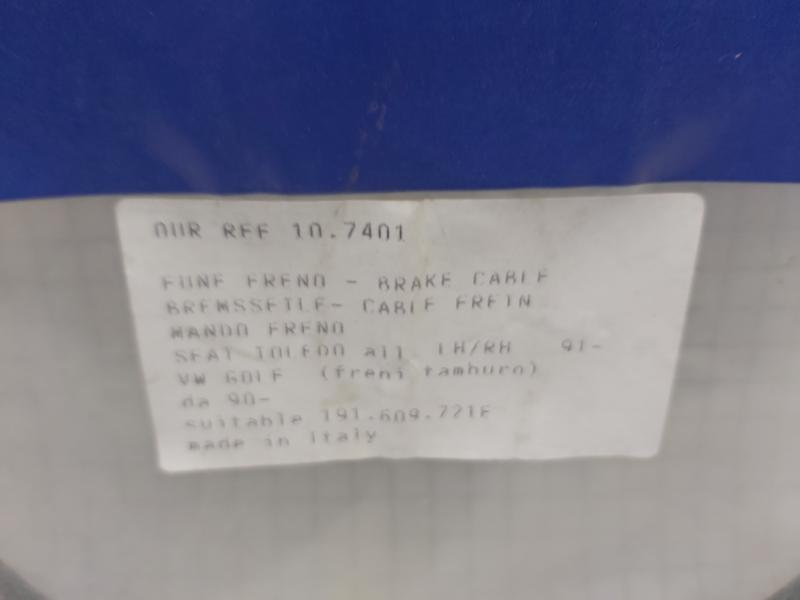 OUR REF 10.7401
FUNE FRENO - BRAKE CABLE
BREMSSEILE- CABLE FREIN
MANDO FRENO
SEAT TOLEDO all LH/RH 91-
VW GOLF (freni tamburo)
da 90-
suitable 191.609.721E
made in italy